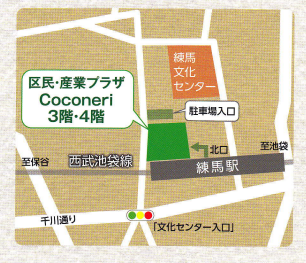 練馬
文化
センター
区民・産業プラザ
Coconeri
3階・4階
駐車場入口
北口
至池袋
至保谷
西武池袋線
練馬駅
千川通り
「文化センター入口」